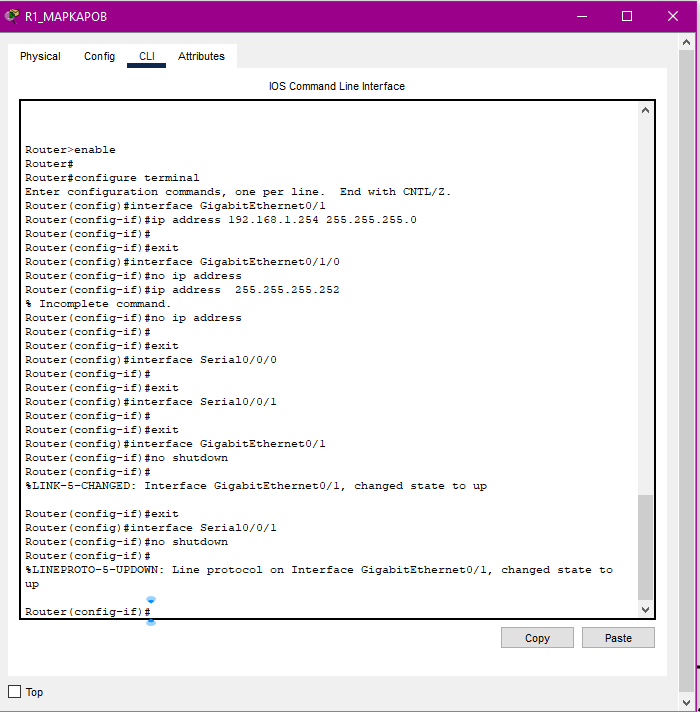 R1_МАРКАРОВ
Physical Config CLI Attributes
IOS Command Line Interface
Router>enable
Router#
Router#configure terminal
Enter configuration commands, one per line.  End with CNTL/Z.
Router(config)#interface GigabitEthernet0/1
Router(config-if)#ip address 192.168.1.254 255.255.255.0
Router(config-if)#
Router(config-if)#exit
Router(config)#interface GigabitEthernet0/1/0
Router(config-if)#no ip address
Router(config-if)#ip address  255.255.255.252
% Incomplete command.
Router(config-if)#no ip address
Router(config-if)#
Router(config-if)#exit
Router(config)#interface Serial0/0/0
Router(config-if)#
Router(config-if)#exit
Router(config)#interface Serial0/0/1
Router(config-if)#
Router(config-if)#exit
Router(config)#interface GigabitEthernet0/1
Router(config-if)#no shutdown
Router(config-if)#
%LINK-5-CHANGED: Interface GigabitEthernet0/1, changed state to up
Router(config-if)#exit
Router(config)#interface Serial0/0/1
Router(config-if)#no shutdown
Router(config-if)#
%LINEPROTO-5-UPDOWN: Line protocol on Interface GigabitEthernet0/1, changed state to
up
Router(config-if)#
Copy Paste
Top